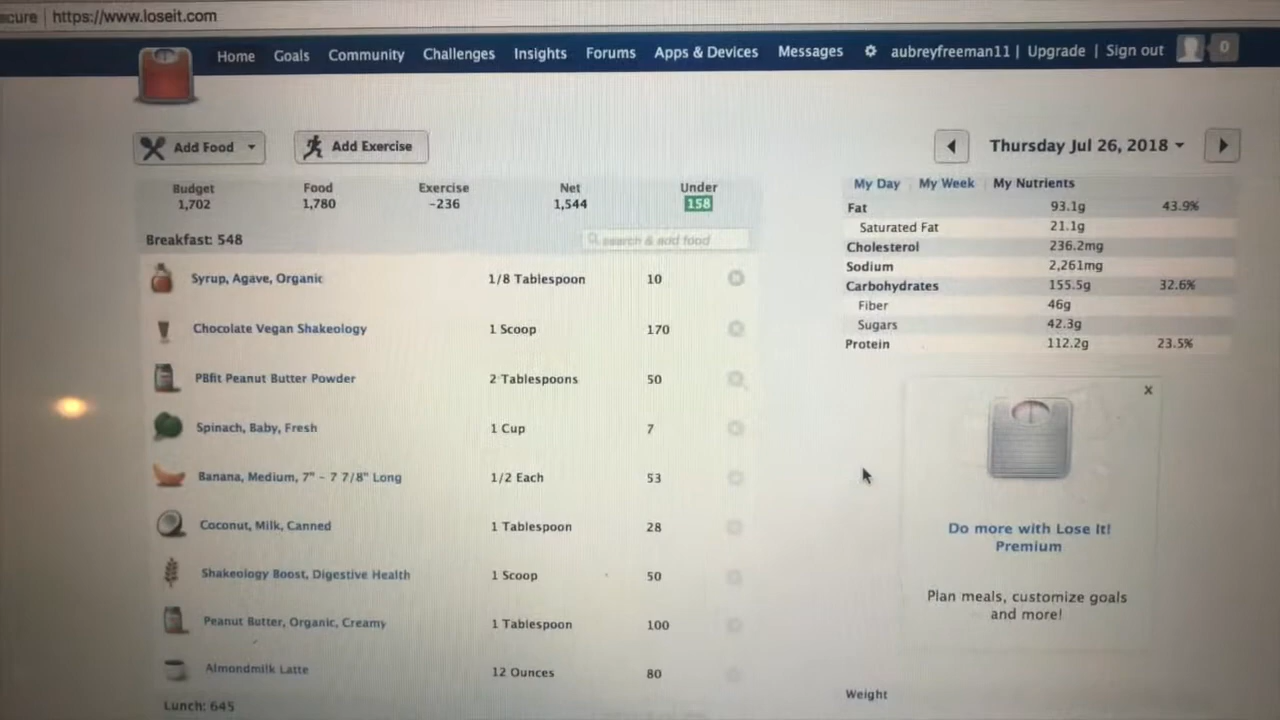 ecure | https://www.loseit.com
Home Goals Community Challenges Insights Forums Apps & Devices Messages aubreyfreeman11 | Upgrade | Sign out 0
Add Food Add Exercise Thursday Jul 26, 2018
Budget Food Exercise Net Under
1,702 1,780 -236 1,544 158
Breakfast: 548 search & add food
Syrup, Agave, Organic 1/8 Tablespoon 10
Chocolate Vegan Shakeology 1 Scoop 170
PBfit Peanut Butter Powder 2 Tablespoons 50
Spinach, Baby, Fresh 1 Cup 7
Banana, Medium, 7" - 7 7/8" Long 1/2 Each 53
Coconut, Milk, Canned 1 Tablespoon 28
Shakeology Boost, Digestive Health 1 Scoop 50
Peanut Butter, Organic, Creamy 1 Tablespoon 100
Almondmilk Latte 12 Ounces 80
Lunch: 645
My Day My Week My Nutrients
Fat 93.1g 43.9%
Saturated Fat 21.1g
Cholesterol 236.2mg
Sodium 2,261mg
Carbohydrates 155.5g 32.6%
Fiber 46g
Sugars 42.3g
Protein 112.2g 23.5%
x
Do more with Lose It!
Premium
Plan meals, customize goals
and more!
Weight